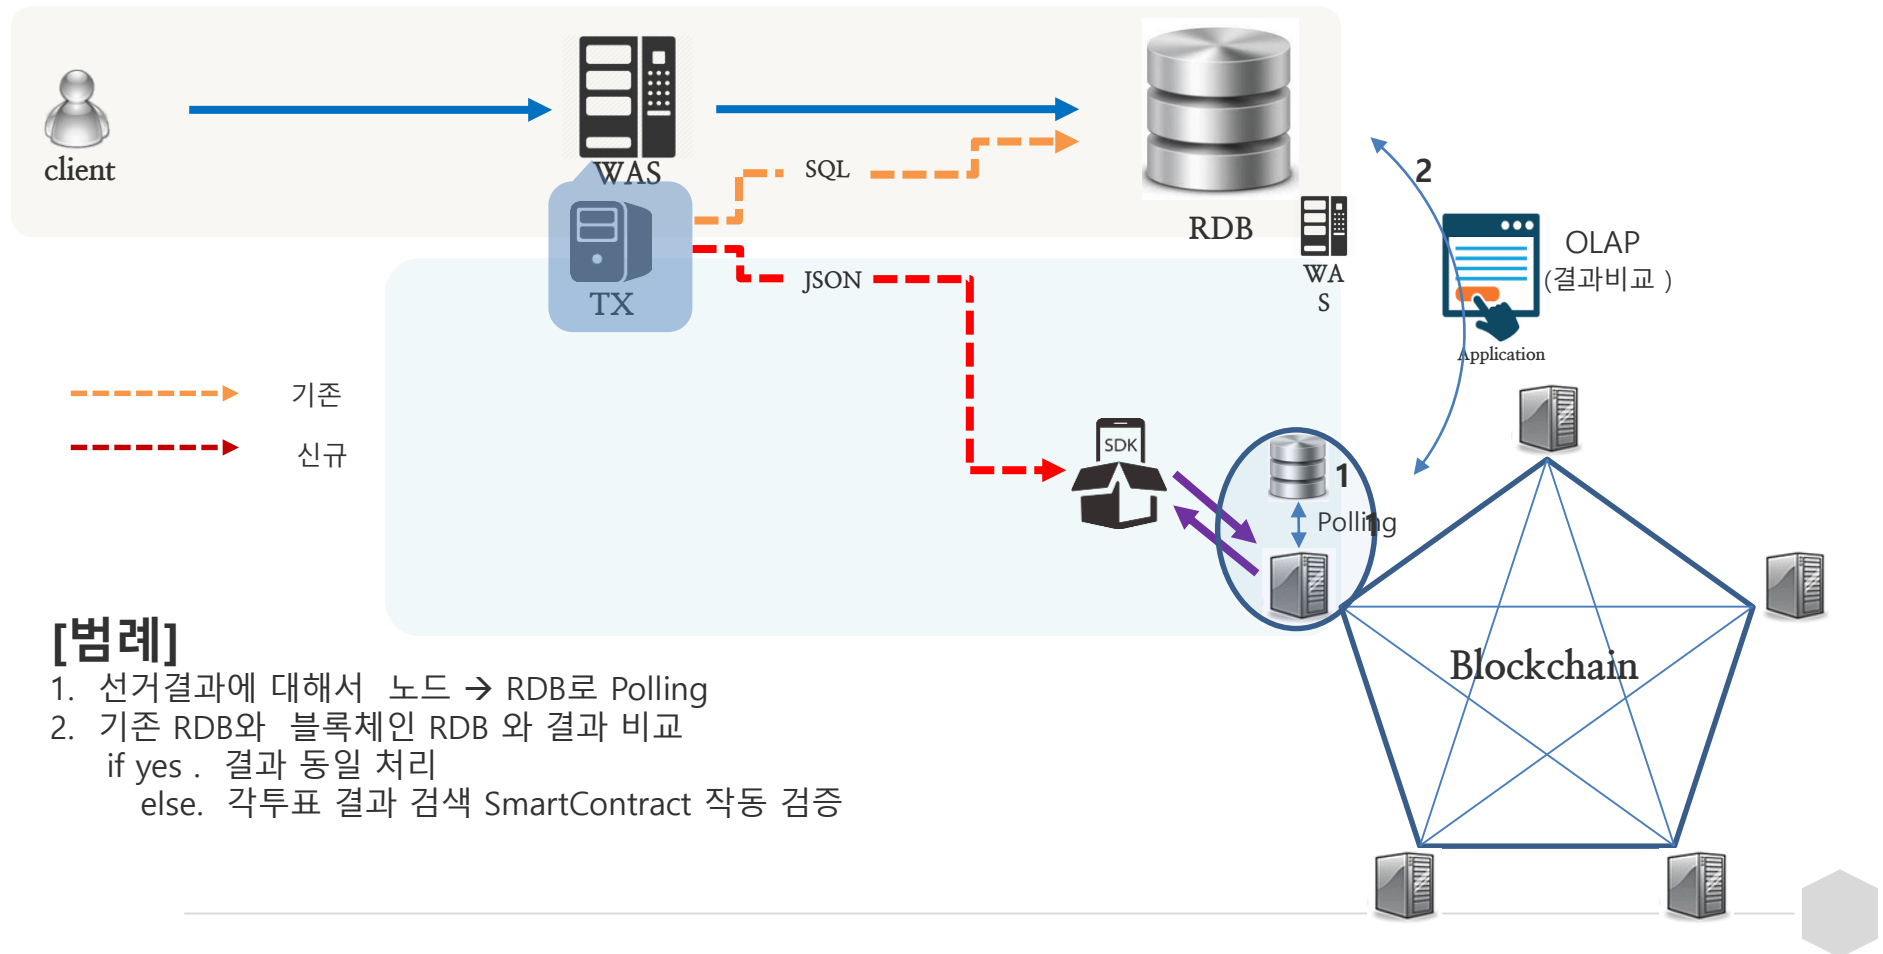 client
WAS
SQL
RDB
WA
S
2
OLAP
(결과비교 )
Application
TX
JSON
기존
신규
SDK
1
Polling
1
Blockchain
[범례]
1. 선거결과에 대해서 노드 → RDB로 Polling
2. 기존 RDB와 블록체인 RDB 와 결과 비교
if yes . 결과 동일 처리
else. 각투표 결과 검색 SmartContract 작동 검증